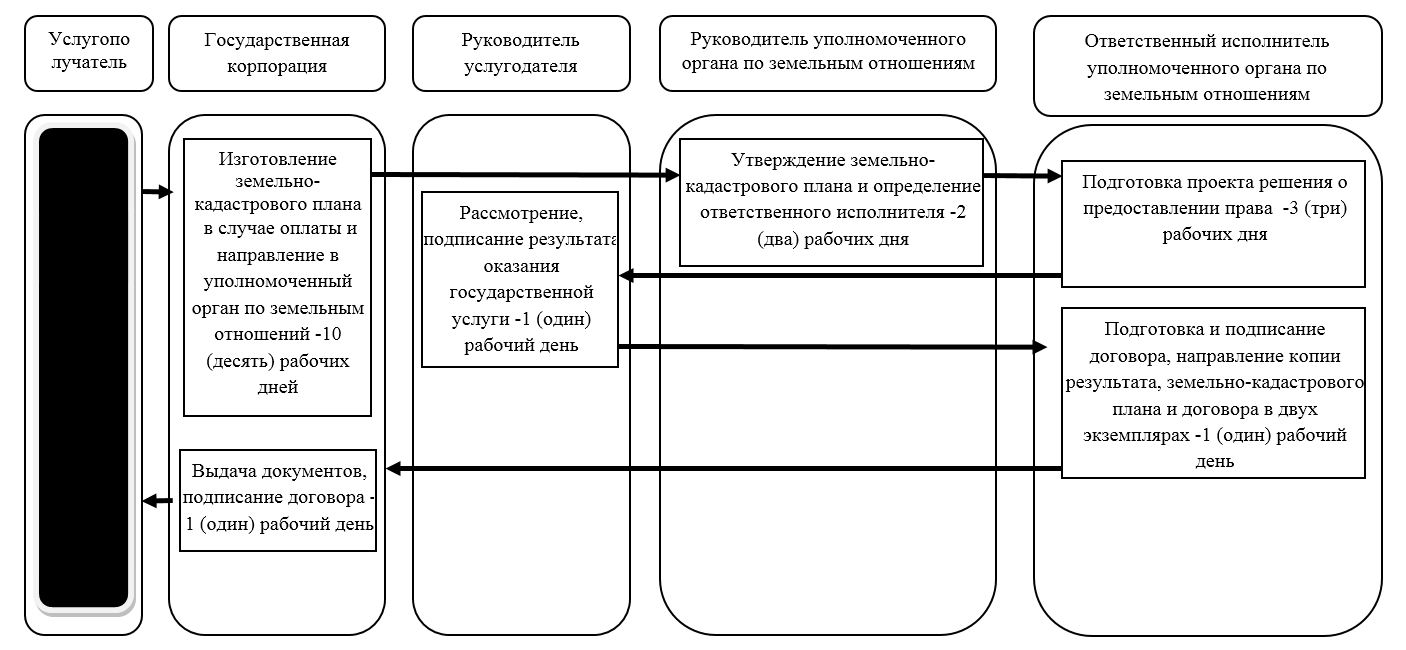 Услугопо
лучатель
Государственная
корпорация
Руководитель
услугодателя
Руководитель уполномоченного
органа по земельным отношениям
Ответственный исполнитель
уполномоченного органа по
земельным отношениям
Изготовление
земельно-
кадастрового плана
в случае оплаты и
направление в
уполномоченный
орган по земельным
отношений -10
(десять) рабочих
дней
Выдача документов,
подписание договора -
1 (один) рабочий день
Рассмотрение,
подписание результата
оказания
государственной
услуги -1 (один)
рабочий день
Утверждение земельно-
кадастрового плана и определение
ответственного исполнителя -2
(два) рабочих дня
Подготовка проекта решения о
предоставлении права -3 (три)
рабочих дня
Подготовка и подписание
договора, направление копии
результата, земельно-кадастрового
плана и договора в двух
экземплярах -1 (один) рабочий
день